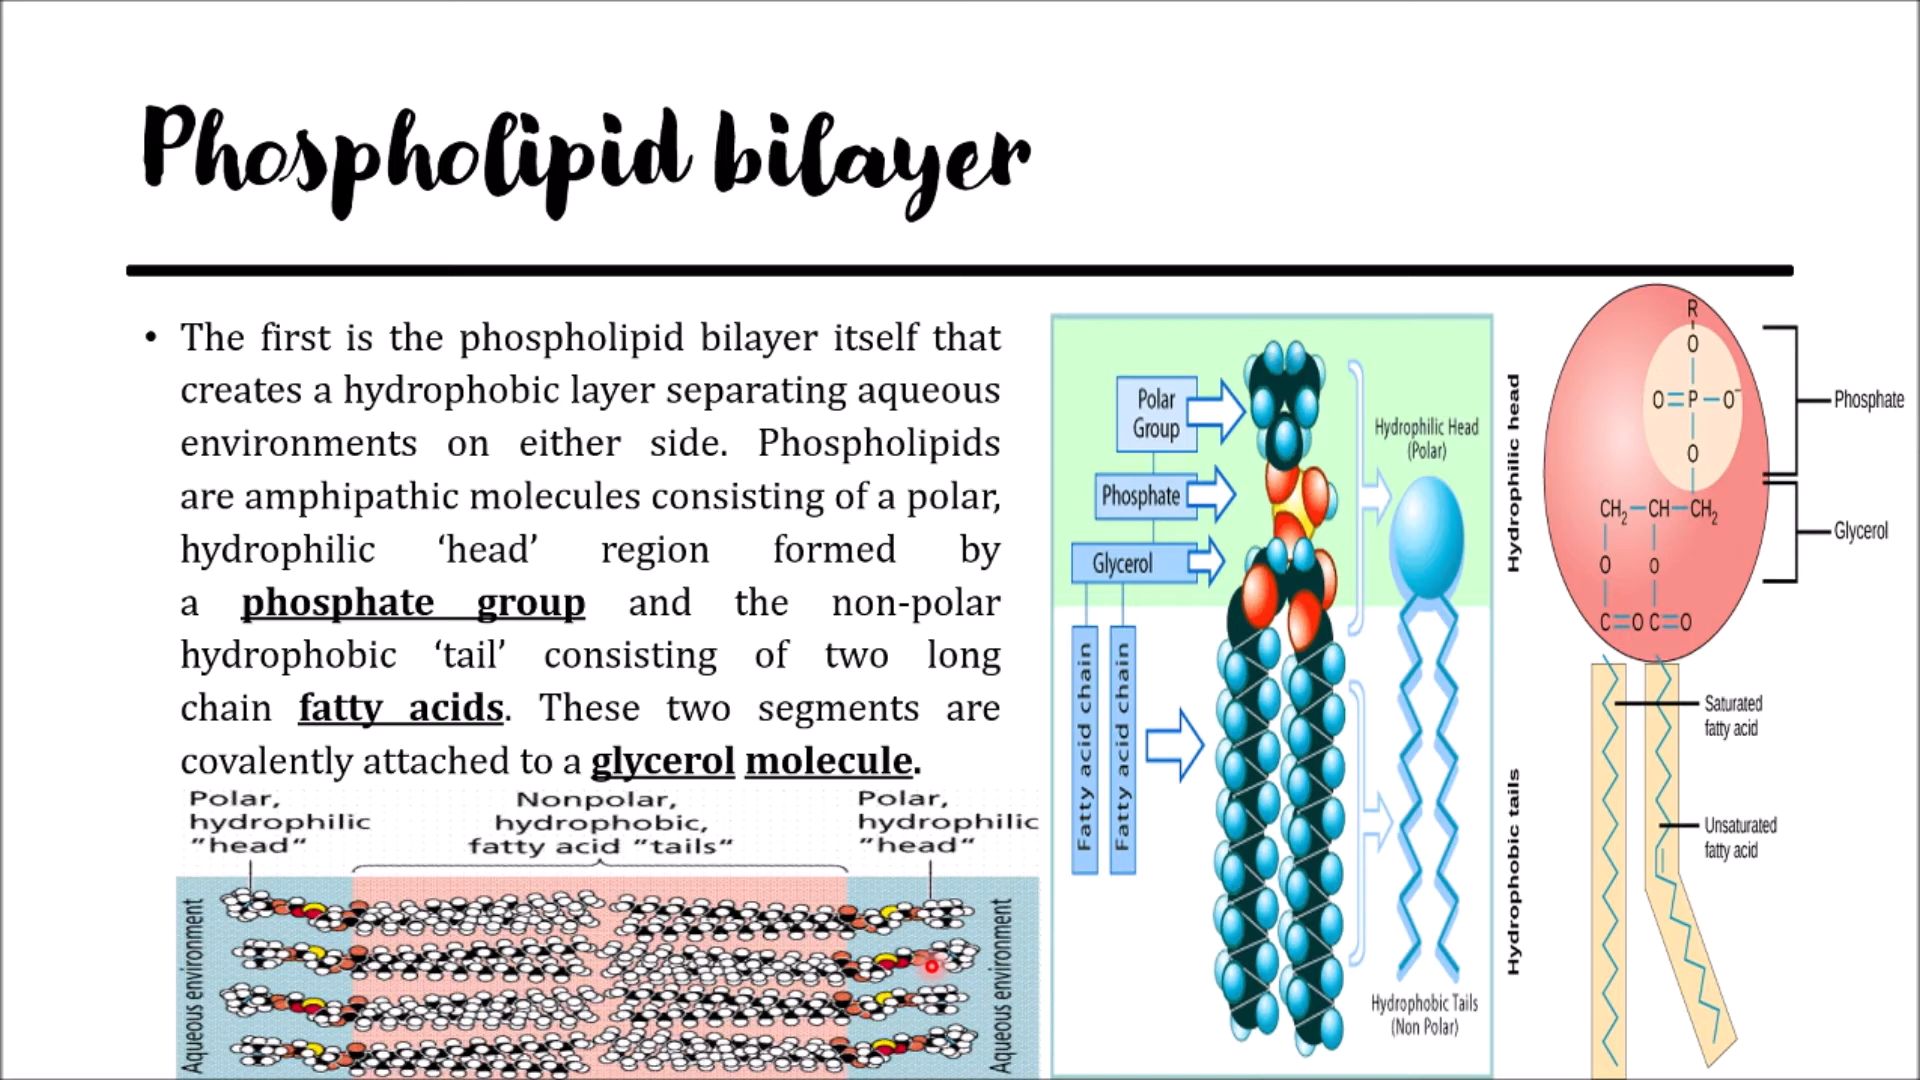 Phospholipid bilayer
• The first is the phospholipid bilayer itself that
creates a hydrophobic layer separating aqueous
environments on either side. Phospholipids
are amphipathic molecules consisting of a polar,
hydrophilic ‘head’ region formed by
a phosphate group and the non-polar
hydrophobic ‘tail’ consisting of two long
chain fatty acids. These two segments are
covalently attached to a glycerol molecule.
Polar,
hydrophilic
"head"
Nonpolar,
hydrophobic,
fatty acid "tails"
Polar,
hydrophilic
"head"
Aqueous environment
Aqueous environment
Polar
Group
Phosphate
Glycerol
Fatty acid chain
Fatty acid chain
Hydrophilic Head
(Polar)
Hydrophobic Tails
(Non Polar)
Hydrophilic head
Hydrophobic tails
R
O
O=P–O⁻
O
CH₂–CH–CH₂
O O
C=O C=O
Phosphate
Glycerol
Saturated
fatty acid
Unsaturated
fatty acid